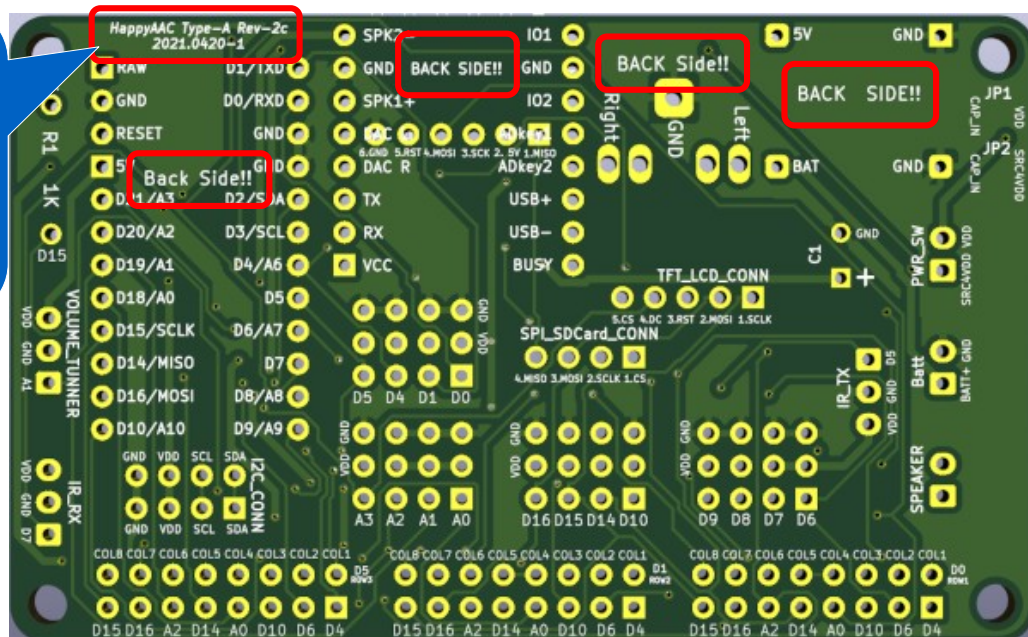 HappyAAC Type-A Rev-2c
2021.0420-1
RAW
D1/TXD
GND
D0/RXD
RESET
GND
GND
Back Side!!
D21/A3
D2/SDA
D20/A2
D3/SCL
D19/A1
D4/A6
D18/A0
D5
D15/SCLK
D6/A7
D14/MISO
D7
D16/MOSI
D8/A8
D10/A10
D9/A9
R1 1K
D15
VOLUME_TUNNER
VDD GND A1
IR_RX
VDD GND D7
SPK2-
IO1
GND
BACK SIDE!!
GND
SPK1+
IO2
ADkey1
6.GND 5.RST 4.MOSI 3.SCK 2. 5V 1.MISO
DAC R
ADkey2
TX
USB+
RX
USB-
VCC
BUSY
BACK Side!!
Right
GND
Left
5V
GND
BACK SIDE!!
BAT
GND
JP1
CAP_IN VDD
JP2
CAP_IN SRC4VDD
C1
GND
+
PWR_SW
SRC4VDD VDD
Batt
BATT+ GND
SPEAKER
TFT_LCD_CONN
5.CS 4.DC 3.RST 2.MOSI 1.SCLK
SPI_SDCard_CONN
4.MISO 3.MOSI 2.SCLK 1.CS
IR_TX
D5
GND
VDD
GND
VDD
D5 D4 D1 D0
GND
VDD
A3 A2 A1 A0
GND
VDD
D16 D15 D14 D10
GND
VDD
D9 D8 D7 D6
I2C_CONN
GND VDD SCL SDA
GND VDD SCL SDA
COL8 COL7 COL6 COL5 COL4 COL3 COL2 COL1
D5
ROW3
D15 D16 A2 D14 A0 D10 D6 D4
COL8 COL7 COL6 COL5 COL4 COL3 COL2 COL1
D1
ROW2
D15 D16 A2 D14 A0 D10 D6 D4
COL8 COL7 COL6 COL5 COL4 COL3 COL2 COL1
D0
ROW1
D15 D16 A2 D14 A0 D10 D6 D4